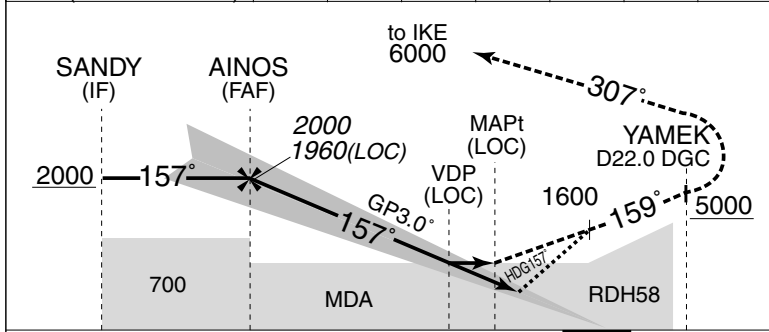 to IKE
6000
SANDY
(IF)
AINOS
(FAF)
307°
2000
1960(LOC)
MAPt
(LOC)
YAMEK
D22.0 DGC
VDP
(LOC)
2000
157°
GP3.0°
157°
1600
159°
5000
HDG157°
700
MDA
RDH58